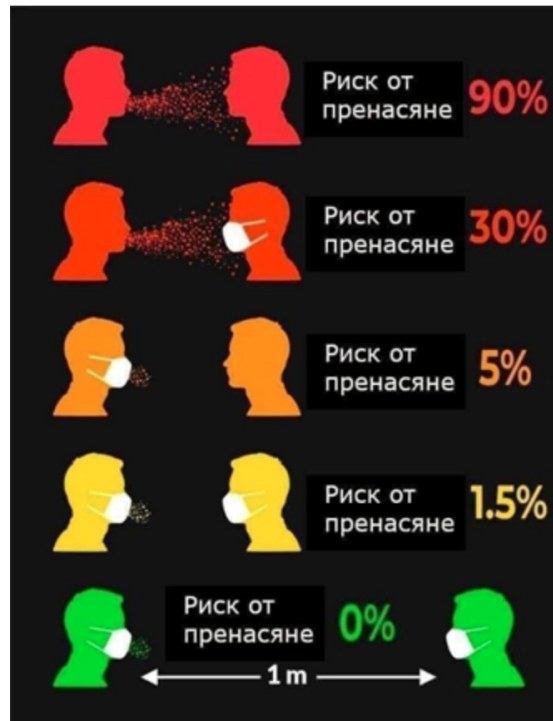 Риск от
пренасяне
90%
Риск от
пренасяне
30%
Риск от
пренасяне
5%
Риск от
пренасяне
1.5%
Риск от
пренасяне
0%
1 m